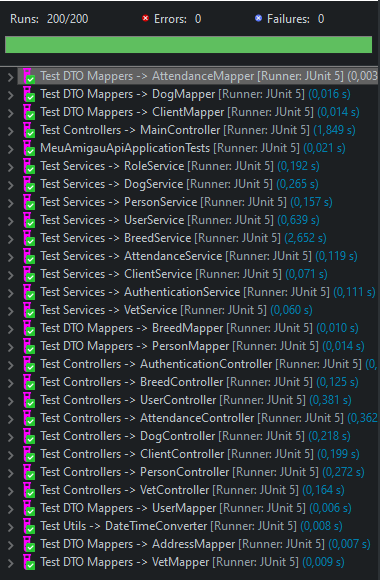 Runs: 200/200 Errors: 0 Failures: 0
Test DTO Mappers -> AttendanceMapper [Runner: JUnit 5] (0,003
Test DTO Mappers -> DogMapper [Runner: JUnit 5] (0,016 s)
Test DTO Mappers -> ClientMapper [Runner: JUnit 5] (0,014 s)
Test Controllers -> MainController [Runner: JUnit 5] (1,849 s)
MeuAmigauApiApplicationTests [Runner: JUnit 5] (0,021 s)
Test Services -> RoleService [Runner: JUnit 5] (0,192 s)
Test Services -> DogService [Runner: JUnit 5] (0,265 s)
Test Services -> PersonService [Runner: JUnit 5] (0,157 s)
Test Services -> UserService [Runner: JUnit 5] (0,639 s)
Test Services -> BreedService [Runner: JUnit 5] (2,652 s)
Test Services -> AttendanceService [Runner: JUnit 5] (0,119 s)
Test Services -> ClientService [Runner: JUnit 5] (0,071 s)
Test Services -> AuthenticationService [Runner: JUnit 5] (0,111 s)
Test Services -> VetService [Runner: JUnit 5] (0,060 s)
Test DTO Mappers -> BreedMapper [Runner: JUnit 5] (0,010 s)
Test DTO Mappers -> PersonMapper [Runner: JUnit 5] (0,014 s)
Test Controllers -> AuthenticationController [Runner: JUnit 5] (0,
Test Controllers -> BreedController [Runner: JUnit 5] (0,125 s)
Test Controllers -> UserController [Runner: JUnit 5] (0,381 s)
Test Controllers -> AttendanceController [Runner: JUnit 5] (0,362
Test Controllers -> DogController [Runner: JUnit 5] (0,218 s)
Test Controllers -> ClientController [Runner: JUnit 5] (0,199 s)
Test Controllers -> PersonController [Runner: JUnit 5] (0,272 s)
Test Controllers -> VetController [Runner: JUnit 5] (0,164 s)
Test DTO Mappers -> UserMapper [Runner: JUnit 5] (0,006 s)
Test Utils -> DateTimeConverter [Runner: JUnit 5] (0,008 s)
Test DTO Mappers -> AddressMapper [Runner: JUnit 5] (0,007 s)
Test DTO Mappers -> VetMapper [Runner: JUnit 5] (0,009 s)